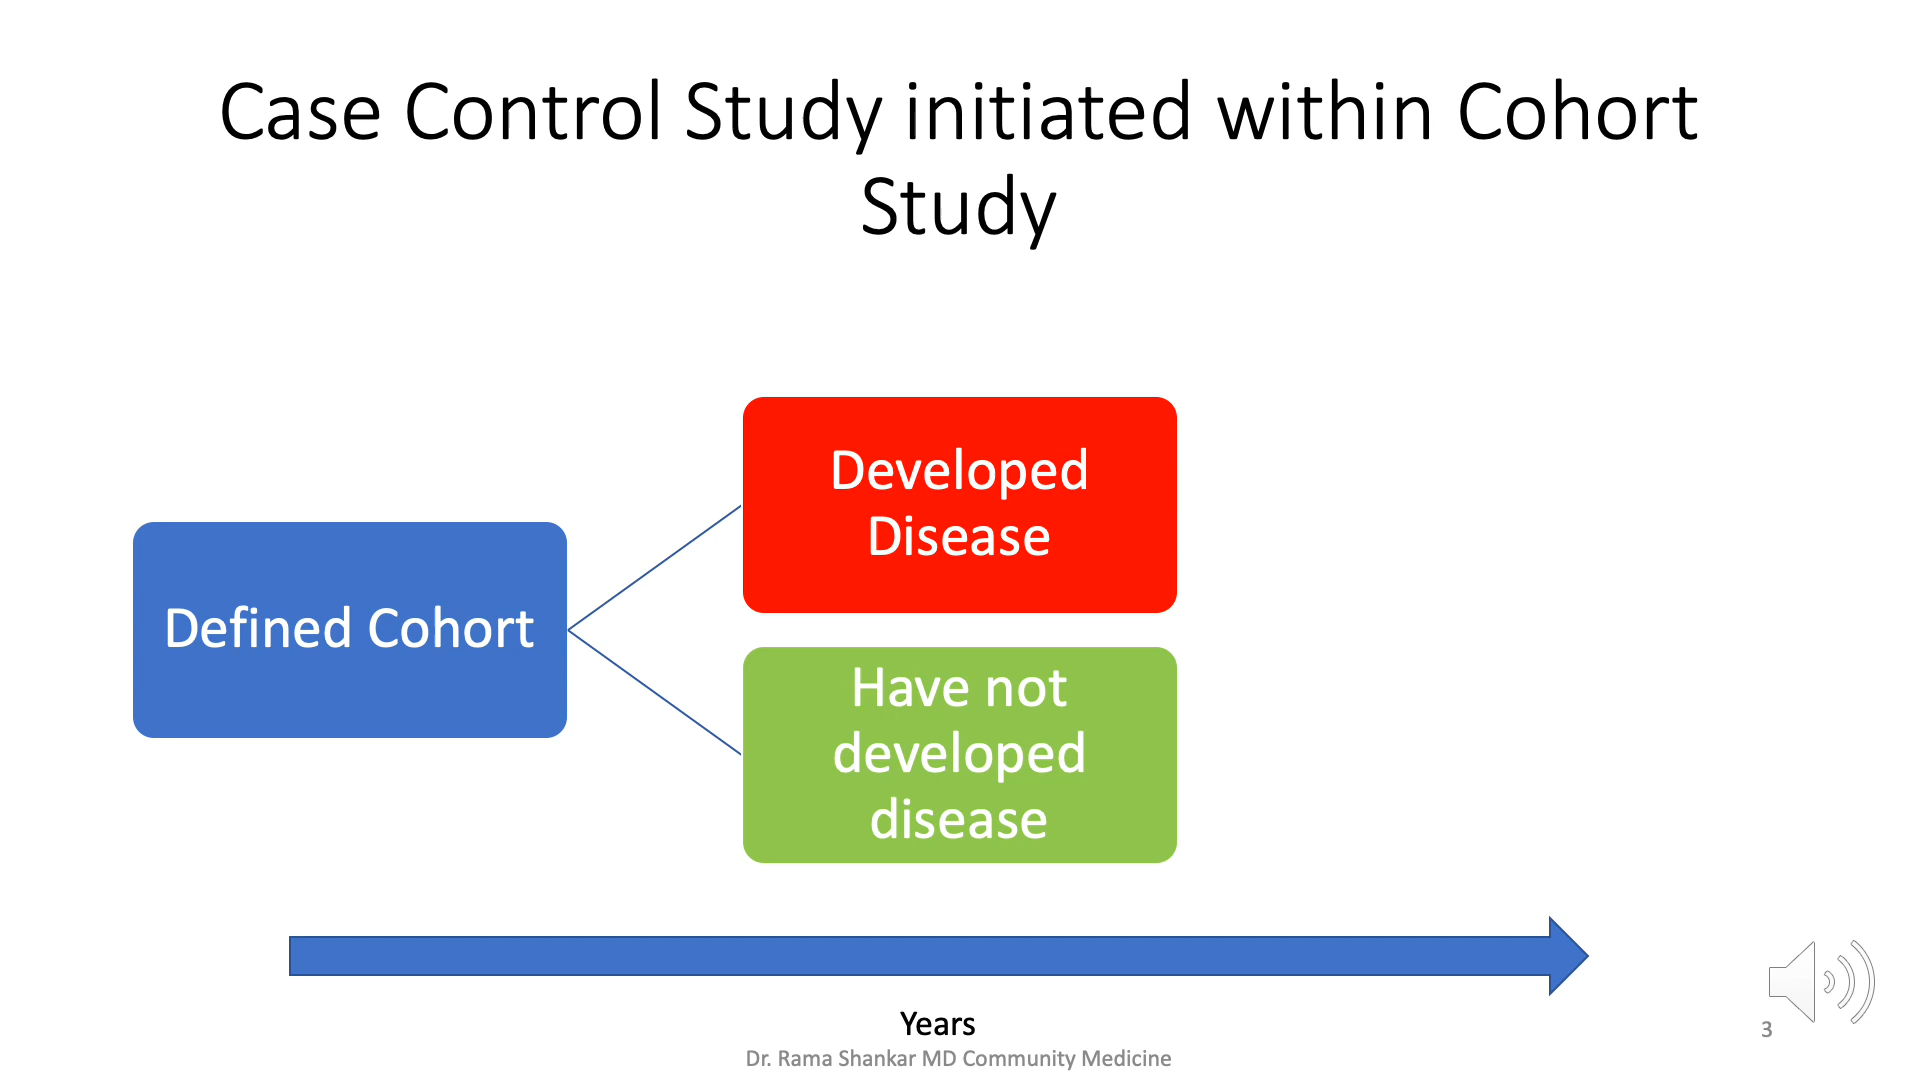 Case Control Study initiated within Cohort
Study
Defined Cohort
Developed
Disease
Have not
developed
disease
Years
Dr. Rama Shankar MD Community Medicine
3